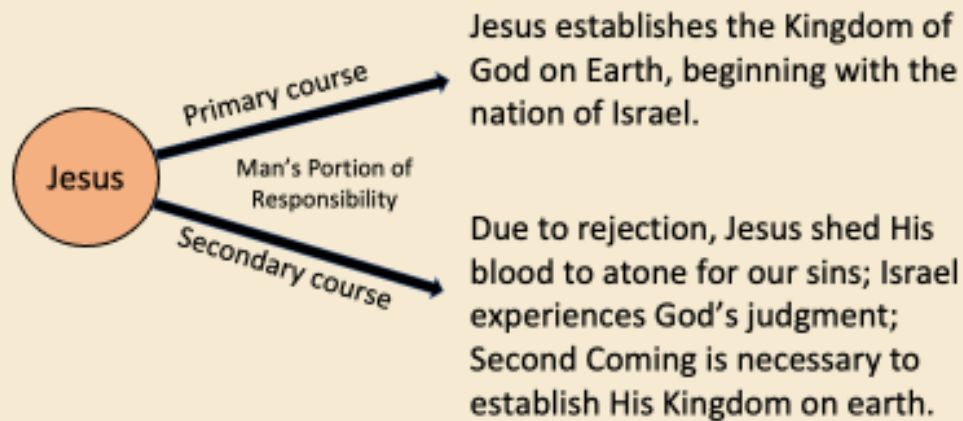 Jesus
Primary course
Man's Portion of
Responsibility
Secondary course
Jesus establishes the Kingdom of
God on Earth, beginning with the
nation of Israel.
Due to rejection, Jesus shed His
blood to atone for our sins; Israel
experiences God's judgment;
Second Coming is necessary to
establish His Kingdom on earth.